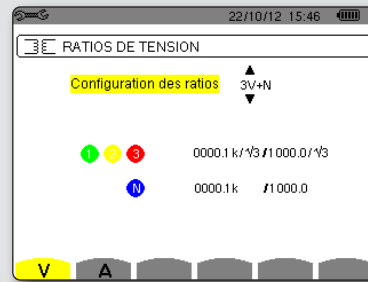 22/10/12 15:46
RATIOS DE TENSION
Configuration des ratios 3V+N
1 2 3 0000.1 k/√3 / 1000.0/√3
N 0000.1k /1000.0
V A